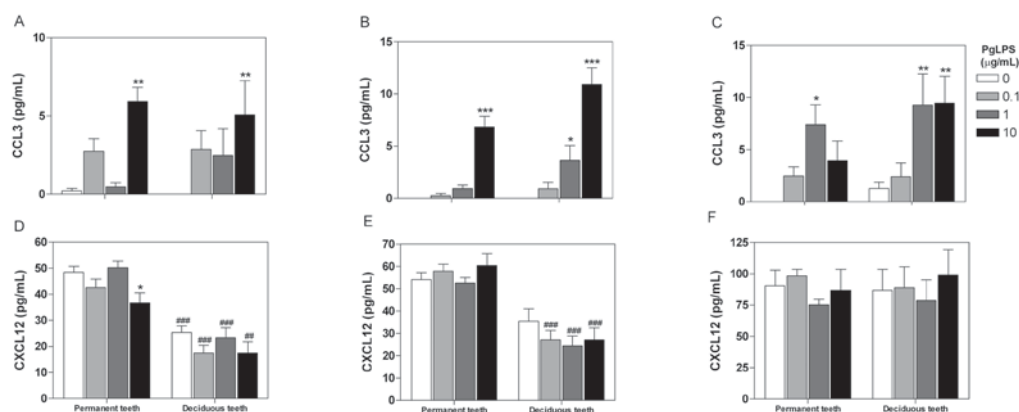 A
CCL3 (pg/mL)
10
5
0
**
**
B
CCL3 (pg/mL)
15
10
5
0
***
*
***
C
CCL3 (pg/mL)
15
10
5
0
*
**
**
PgLPS
(µg/mL)
0
0.1
1
10
D
CXCL12 (pg/mL)
60
50
40
30
20
10
0
*
###
###
###
##
Permanent teeth
Deciduous teeth
E
CXCL12 (pg/mL)
70
60
50
40
30
20
10
0
###
###
###
Permanent teeth
Deciduous teeth
F
CXCL12 (pg/mL)
125
100
75
50
25
0
Permanent teeth
Deciduous teeth